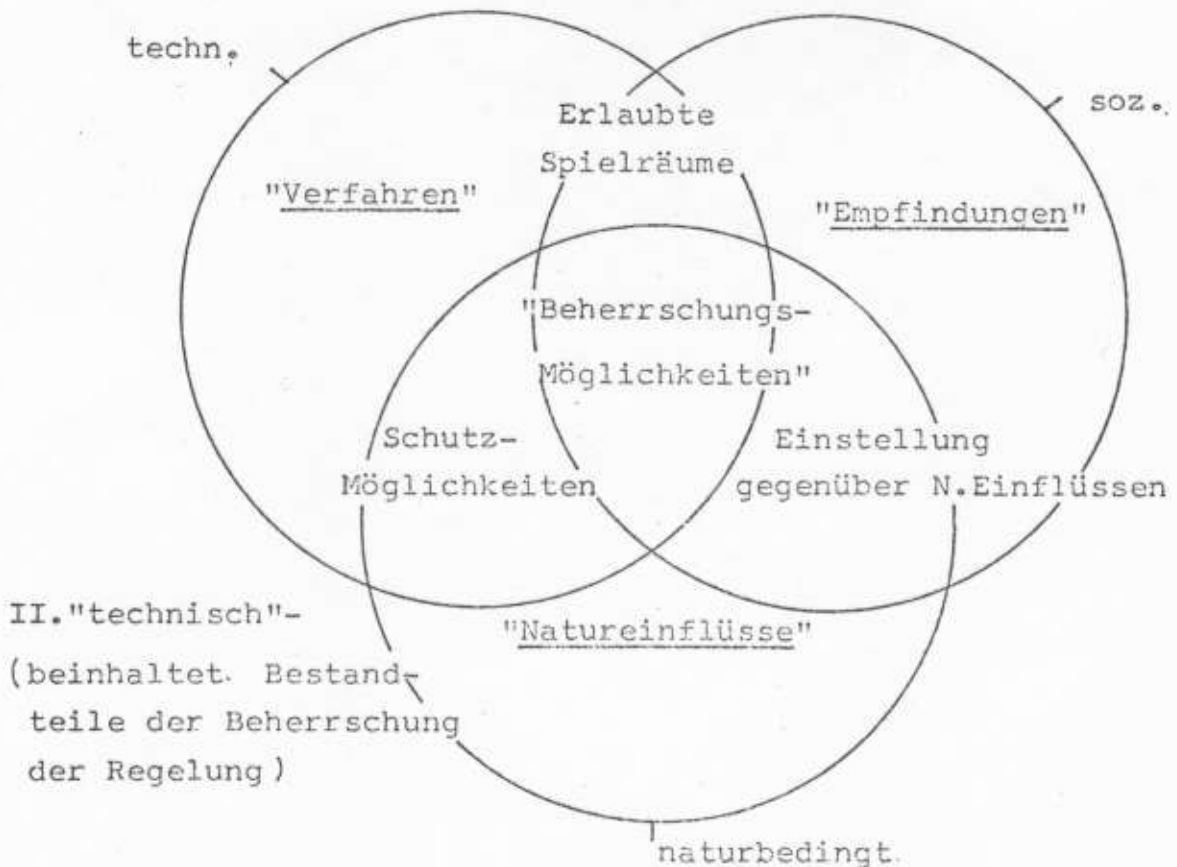 techn.
soz.
Erlaubte
Spielräume
"Verfahren"
"Empfindungen"
"Beherrschungs-
Möglichkeiten"
Schutz-
Möglichkeiten
Einstellung
gegenüber N.Einflüssen
II."technisch"-
(beinhaltet. Bestand-
teile der Beherrschung
der Regelung)
"Natureinflüsse"
naturbedingt.